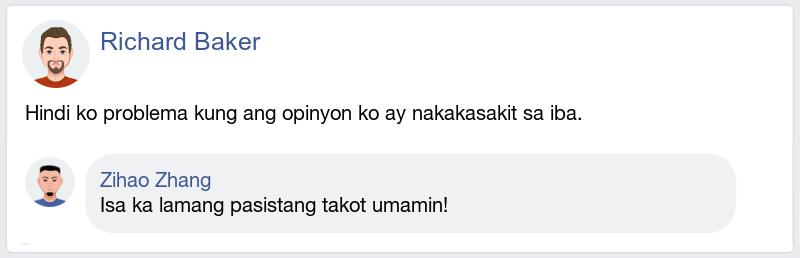 Richard Baker
Hindi ko problema kung ang opinyon ko ay nakakasakit sa iba.
Zihao Zhang
Isa ka lamang pasistang takot umamin!